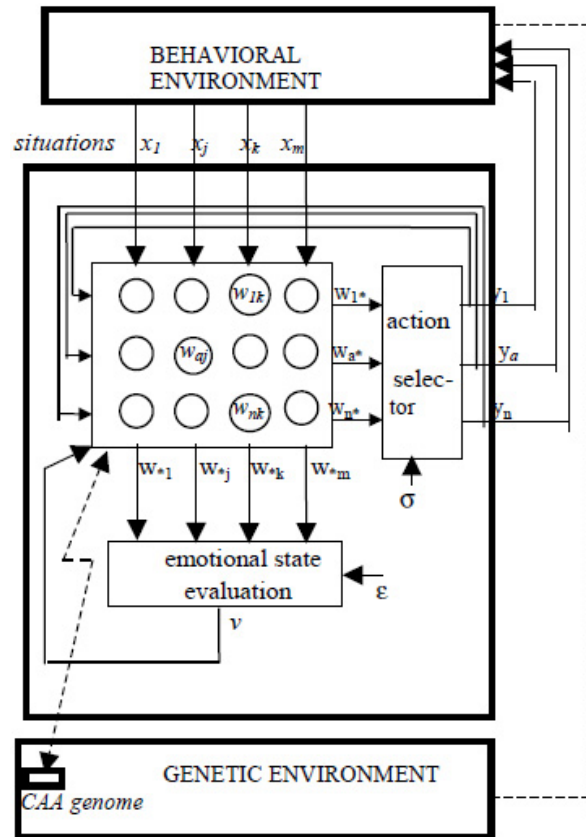 BEHAVIORAL
ENVIRONMENT
situations x1 xj xk xm
w1k w1* y1
action
waj wa* ya
selec-
tor
wnk wn* yn
w*1 w*j w*k w*m
σ
emotional state
evaluation
ε
v
GENETIC ENVIRONMENT
CAA genome